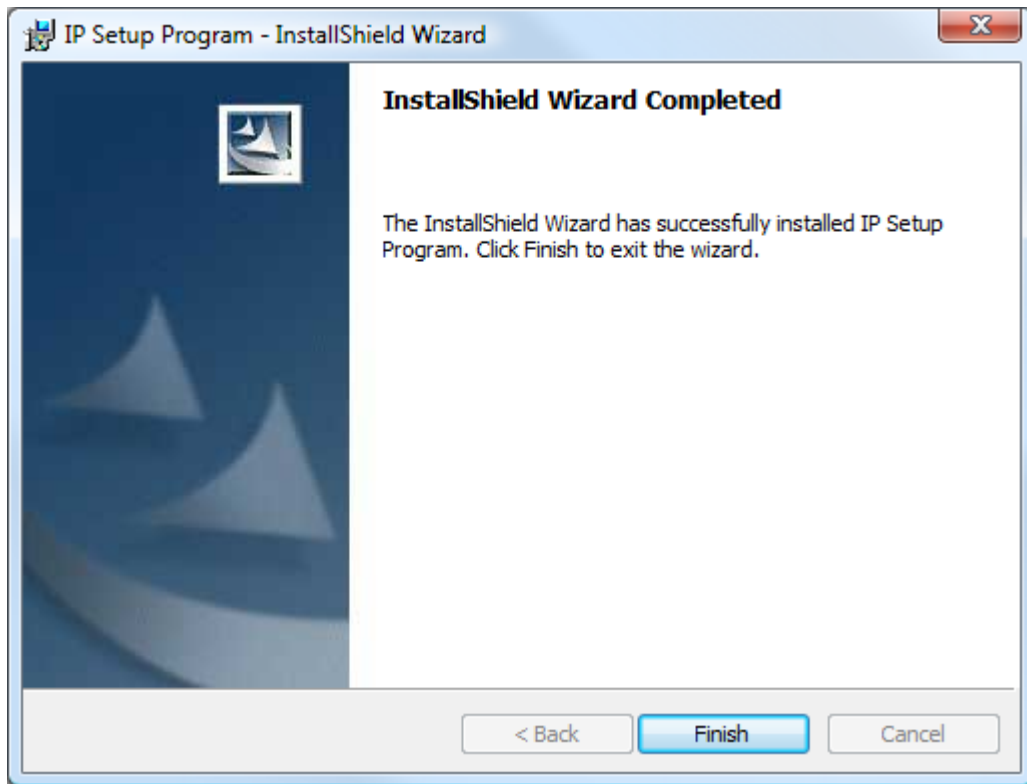 IP Setup Program - InstallShield Wizard
InstallShield Wizard Completed
The InstallShield Wizard has successfully installed IP Setup
Program. Click Finish to exit the wizard.
< Back
Finish
Cancel